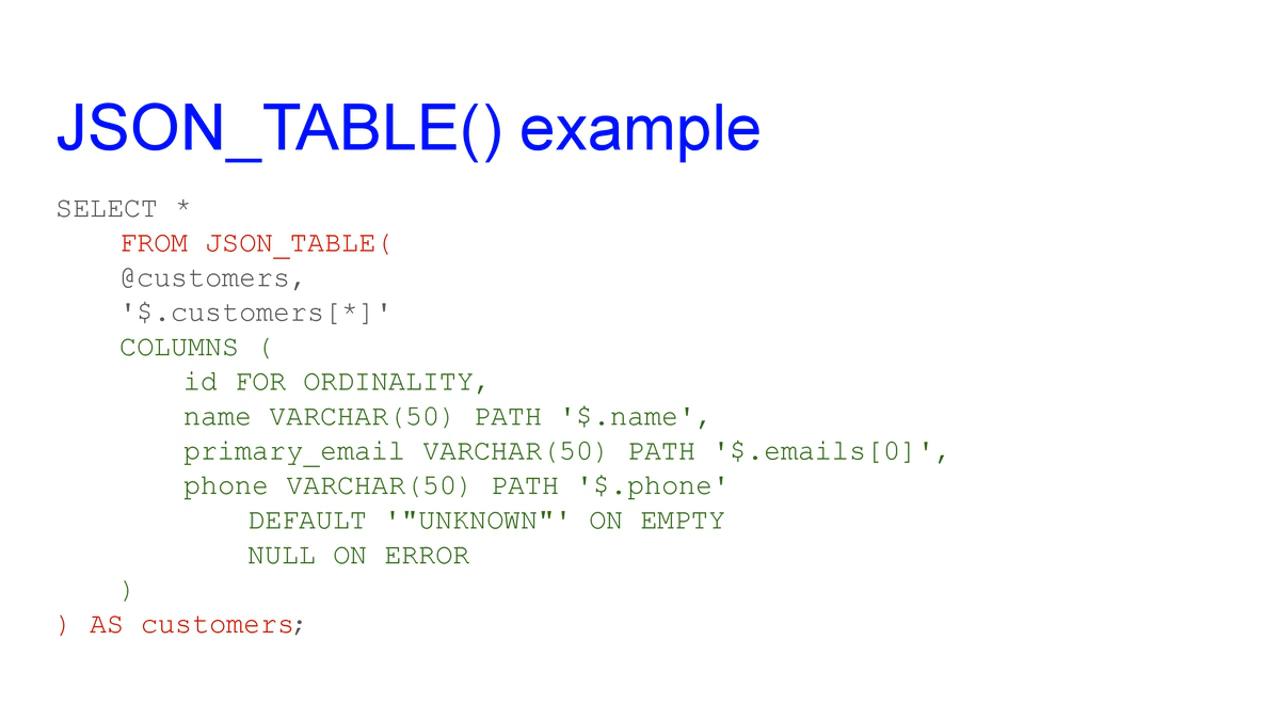 JSON_TABLE() example
SELECT *
FROM JSON_TABLE(
@customers,
'$.customers[*]'
COLUMNS (
id FOR ORDINALITY,
name VARCHAR(50) PATH '$.name',
primary_email VARCHAR(50) PATH '$.emails[0]',
phone VARCHAR(50) PATH '$.phone'
DEFAULT '"UNKNOWN"' ON EMPTY
NULL ON ERROR
)
) AS customers;